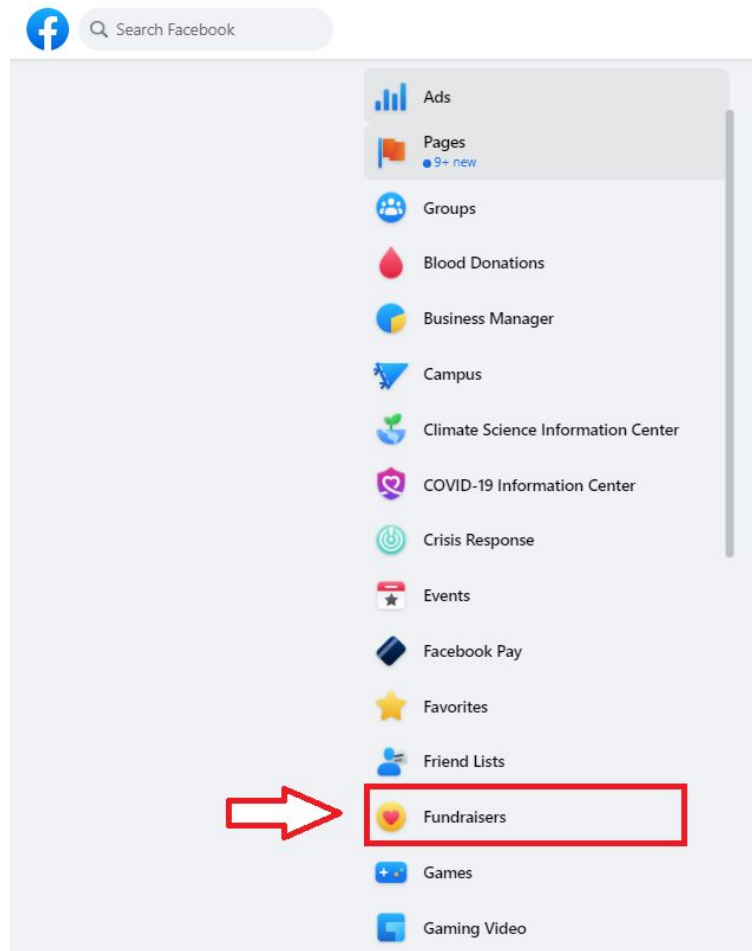 Search Facebook
Ads
Pages
9+ new
Groups
Blood Donations
Business Manager
Campus
Climate Science Information Center
COVID-19 Information Center
Crisis Response
Events
Facebook Pay
Favorites
Friend Lists
Fundraisers
Games
Gaming Video